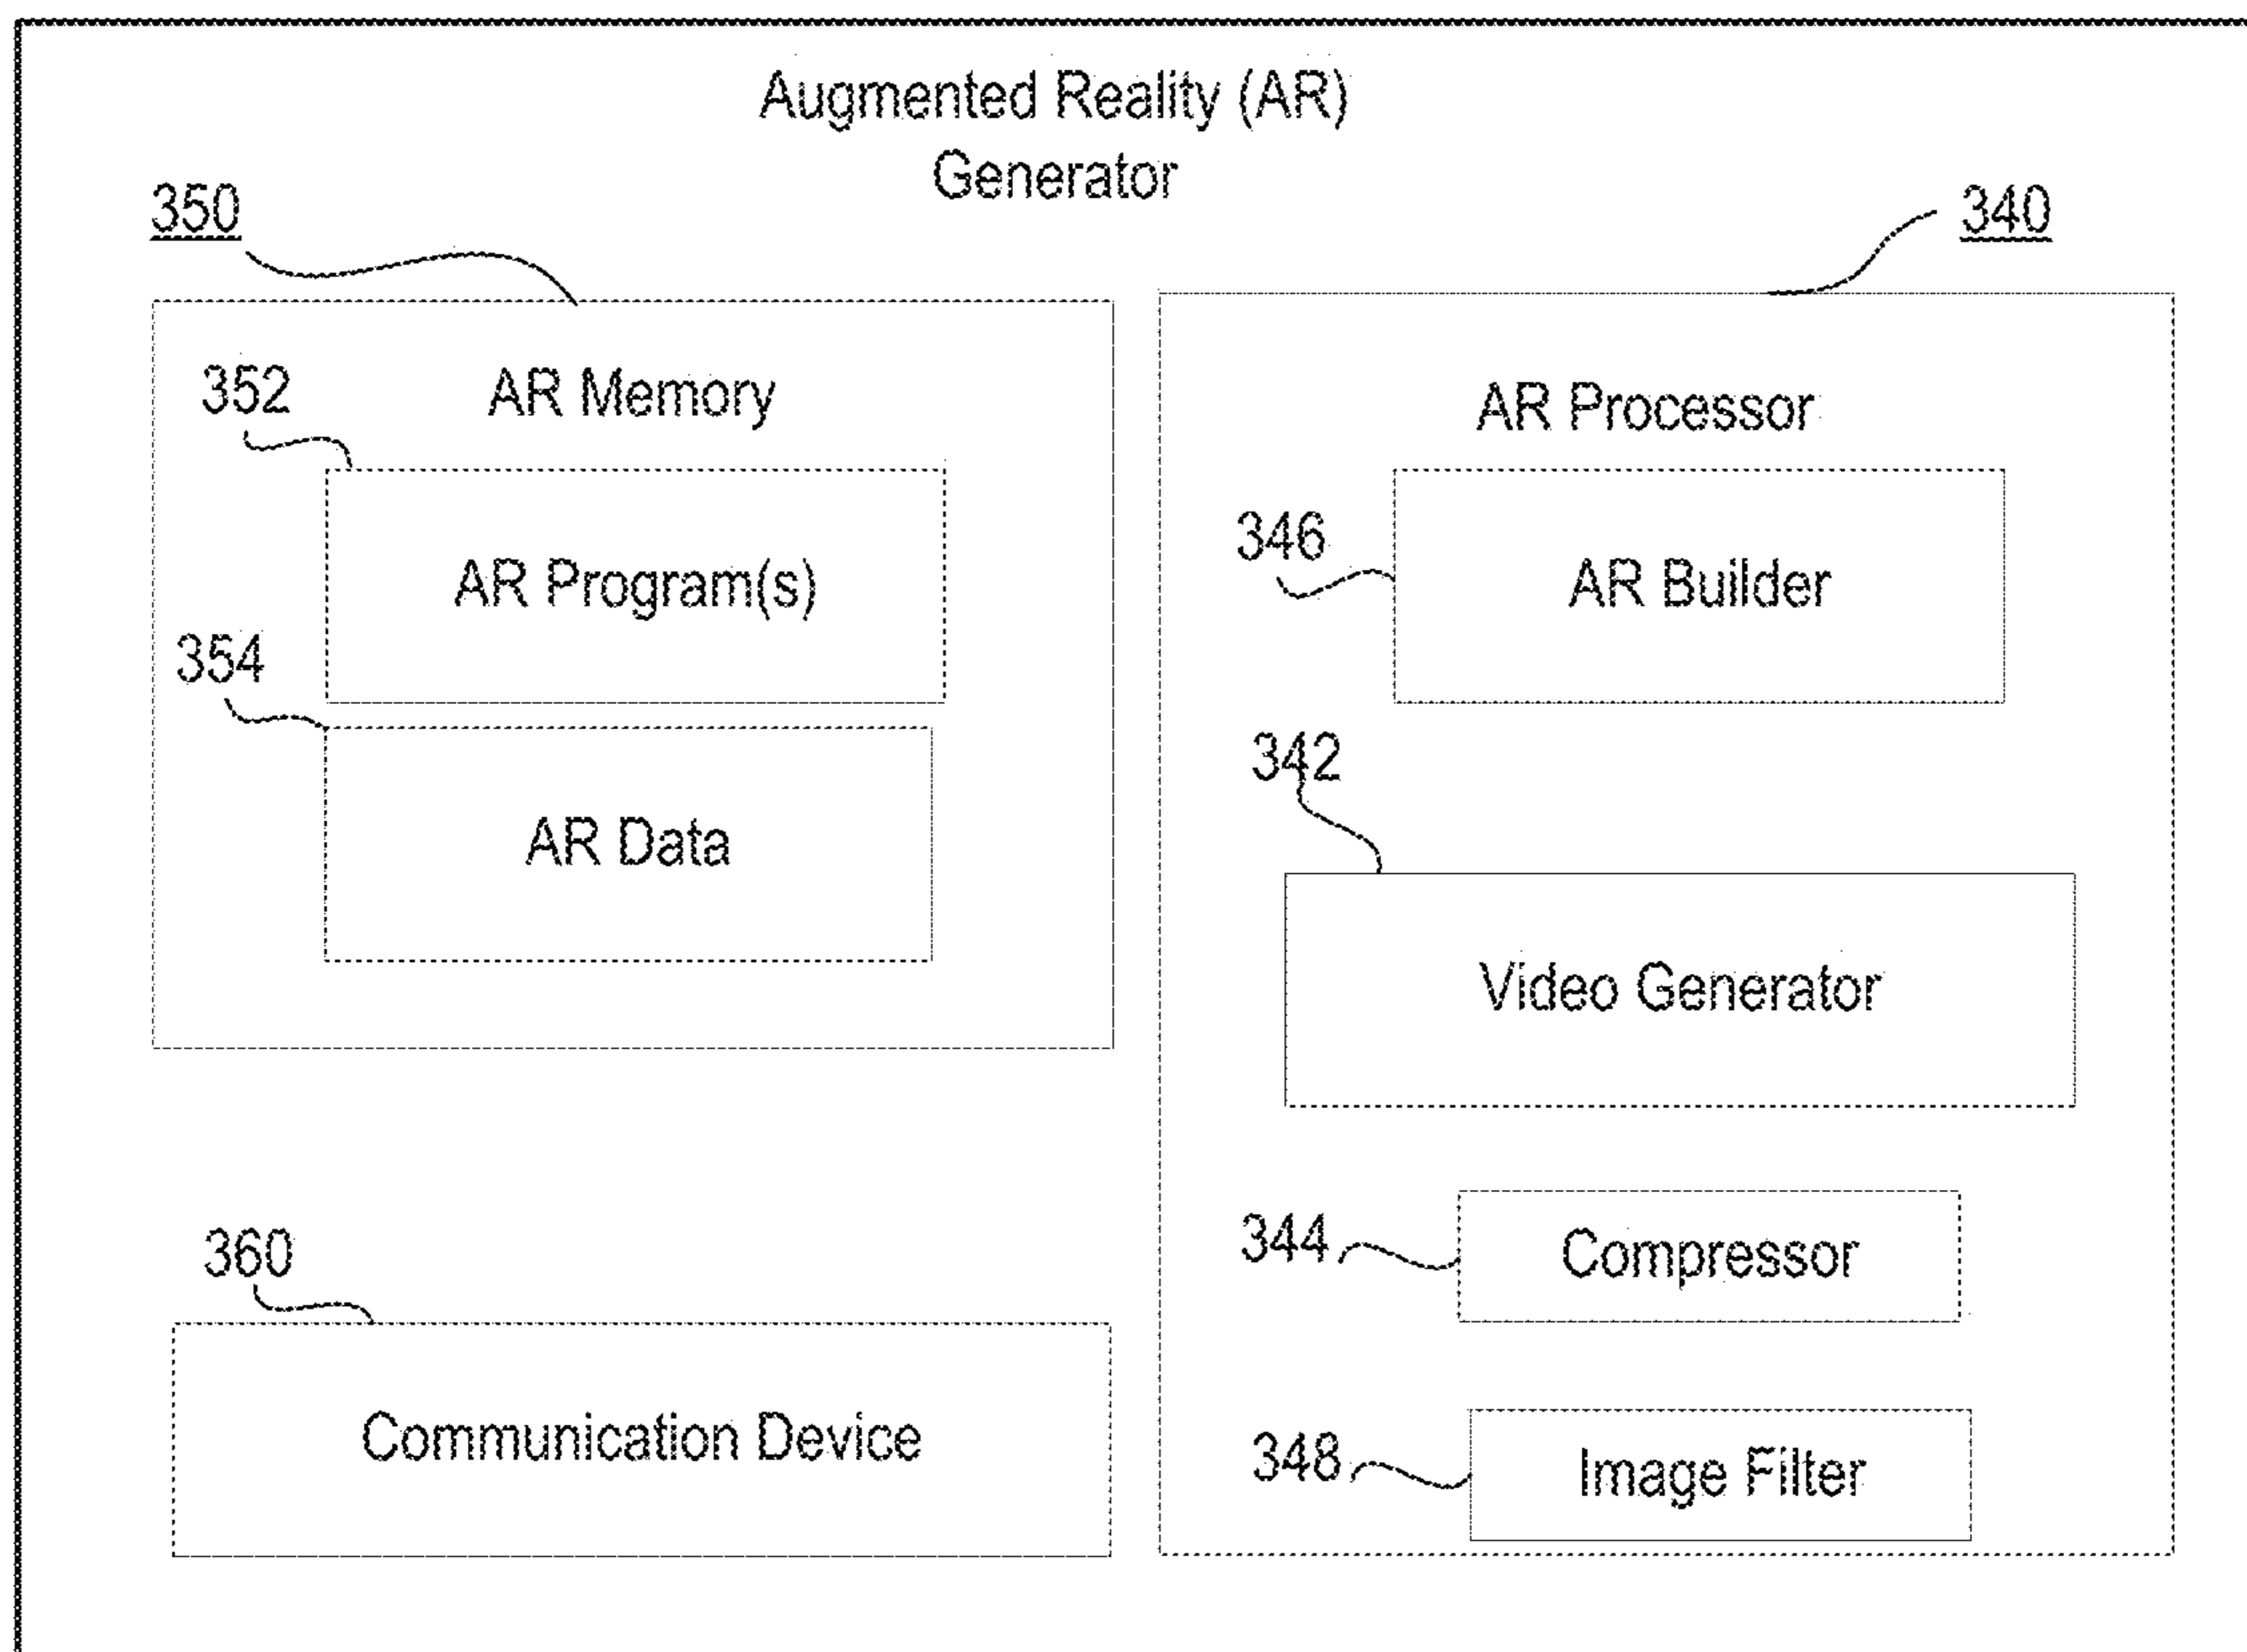 Augmented Reality (AR)
Generator
350
340
AR Memory
352
AR Program(s)
354
AR Data
AR Processor
346
AR Builder
342
Video Generator
344
Compressor
348
Image Filter
360
Communication Device